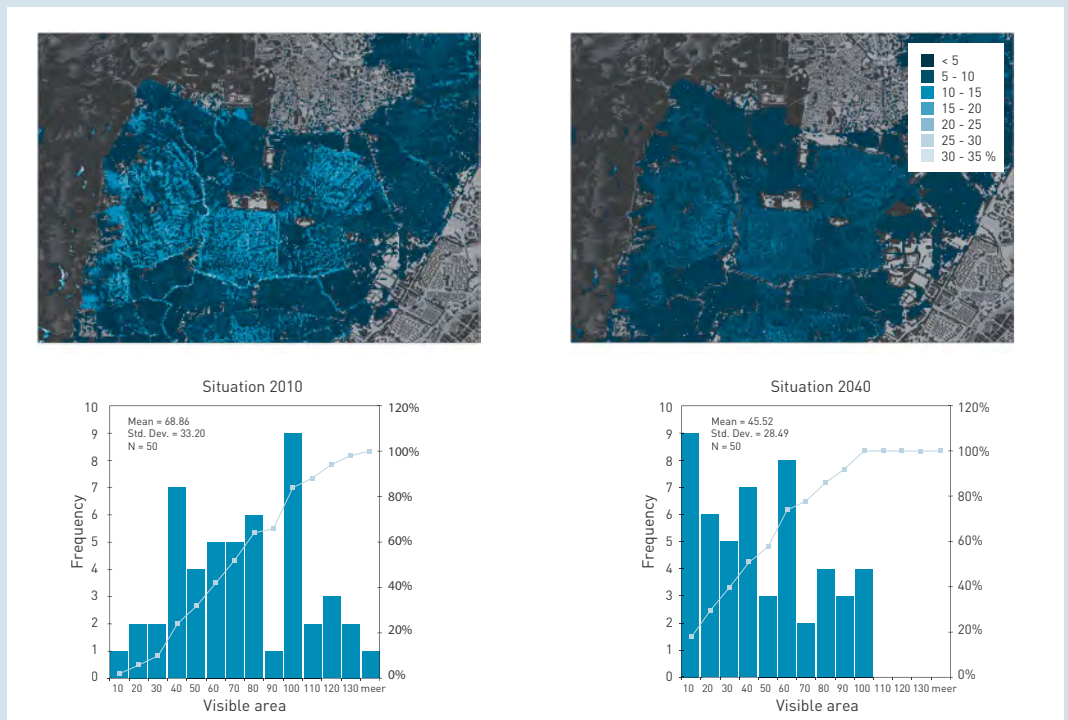 < 5
5 - 10
10 - 15
15 - 20
20 - 25
25 - 30
30 - 35 %
Situation 2010
Mean = 68.86
Std. Dev. = 33.20
N = 50
10
9
8
7
6
5
4
3
2
1
0
Frequency
120%
100%
80%
60%
40%
20%
0%
10 20 30 40 50 60 70 80 90 100 110 120 130 meer
Visible area
Situation 2040
Mean = 45.52
Std. Dev. = 28.49
N = 50
10
9
8
7
6
5
4
3
2
1
0
Frequency
120%
100%
80%
60%
40%
20%
0%
10 20 30 40 50 60 70 80 90 100 110 120 130 meer
Visible area